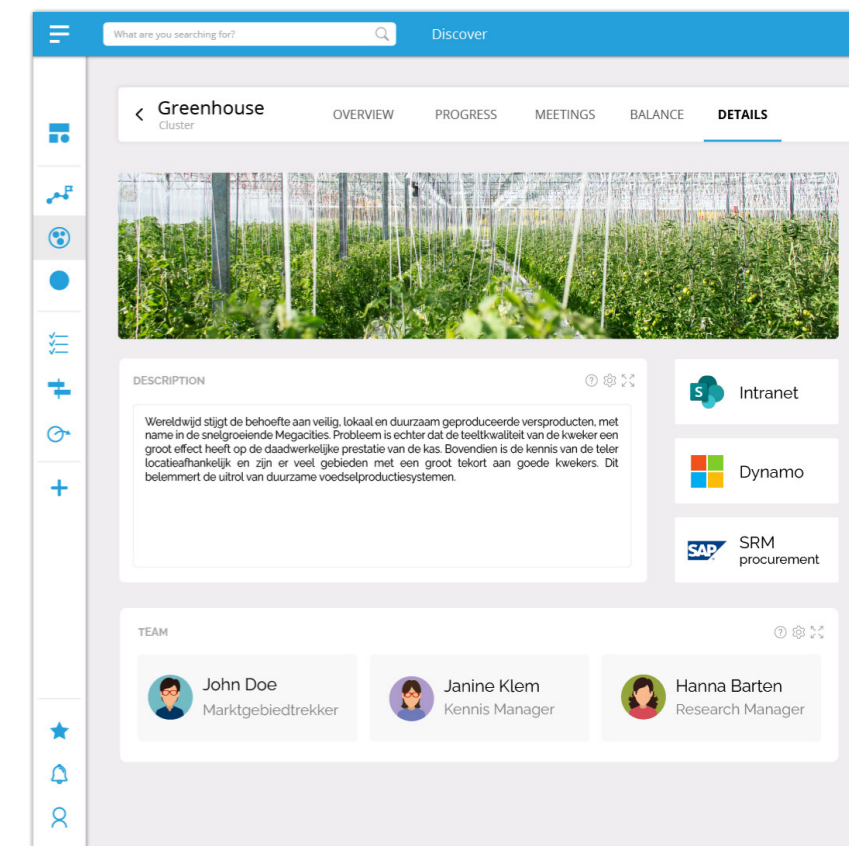 What are you searching for?
Discover
Greenhouse
Cluster
OVERVIEW
PROGRESS
MEETINGS
BALANCE
DETAILS
DESCRIPTION
Wereldwijd stijgt de behoefte aan veilig, lokaal en duurzaam geproduceerde versproducten, met
name in de snelgroeiende Megacities. Probleem is echter dat de teeltkwaliteit van de kweker een
groot effect heeft op de daadwerkelijke prestatie van de kas. Bovendien is de kennis van de teler
locatieafhankelijk en zijn er veel gebieden met een groot tekort aan goede kwekers. Dit
belemmert de uitrol van duurzame voedselproductiesystemen.
S
Intranet
Dynamo
SAP
SRM
procurement
TEAM
John Doe
Marktgebiedtrekker
Janine Klem
Kennis Manager
Hanna Barten
Research Manager